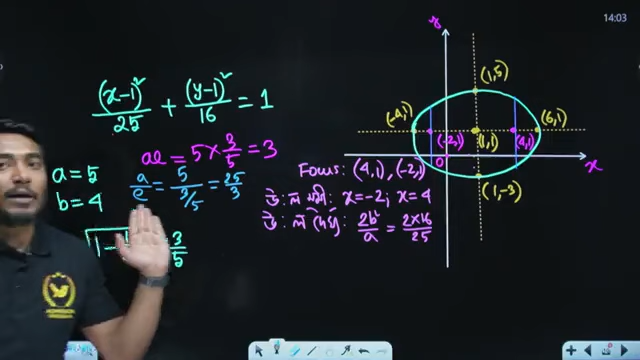 14:03
(x-1)²/25 + (y-1)²/16 = 1
ae = 5 × 3/5 = 3
a = 5
b = 4
a/e = 5/(3/5) = 25/3
3/5
Focus: (4,1), (-2,1)
x = -2; x = 4
2b²/a = 2×16/25
y
x
O
(1,5)
(-4,1)
(6,1)
(-2,1)
(1,1)
(4,1)
(1,-3)